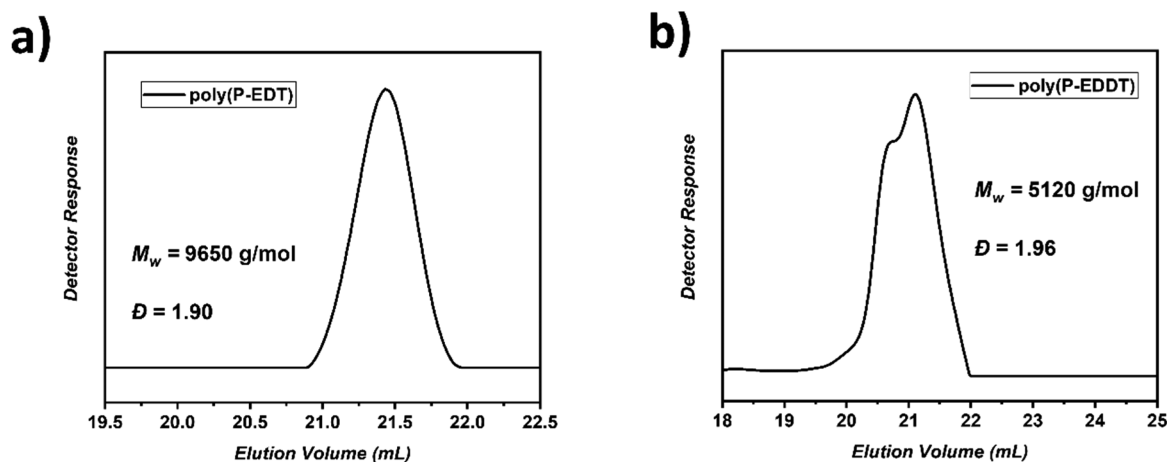 a)
poly(P-EDT)
Detector Response
M_w = 9650 g/mol
Đ = 1.90
19.5 20.0 20.5 21.0 21.5 22.0 22.5
Elution Volume (mL)
b)
poly(P-EDDT)
Detector Response
M_w = 5120 g/mol
Đ = 1.96
18 19 20 21 22 23 24 25
Elution Volume (mL)